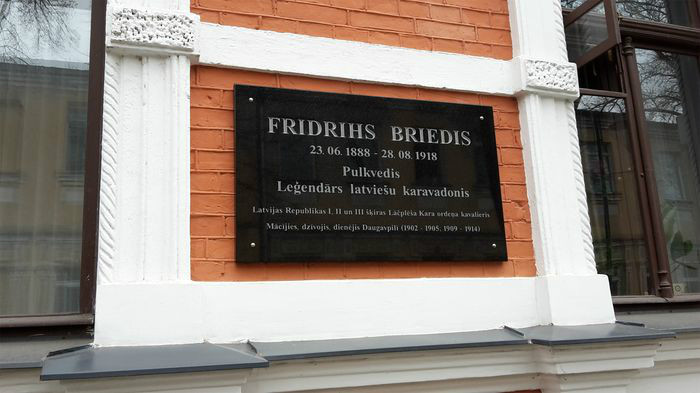 FRIDRIHS BRIEDIS
23.06.1888 - 28.08.1918
Pulkvedis
Leģendārs latviešu karavadonis
Latvijas Republikas I, II un III šķiras Lāčplēša Kara ordeņa kavalieris
Mācījies, dzīvojis, dienējis Daugavpilī (1902 - 1905; 1909 - 1914)